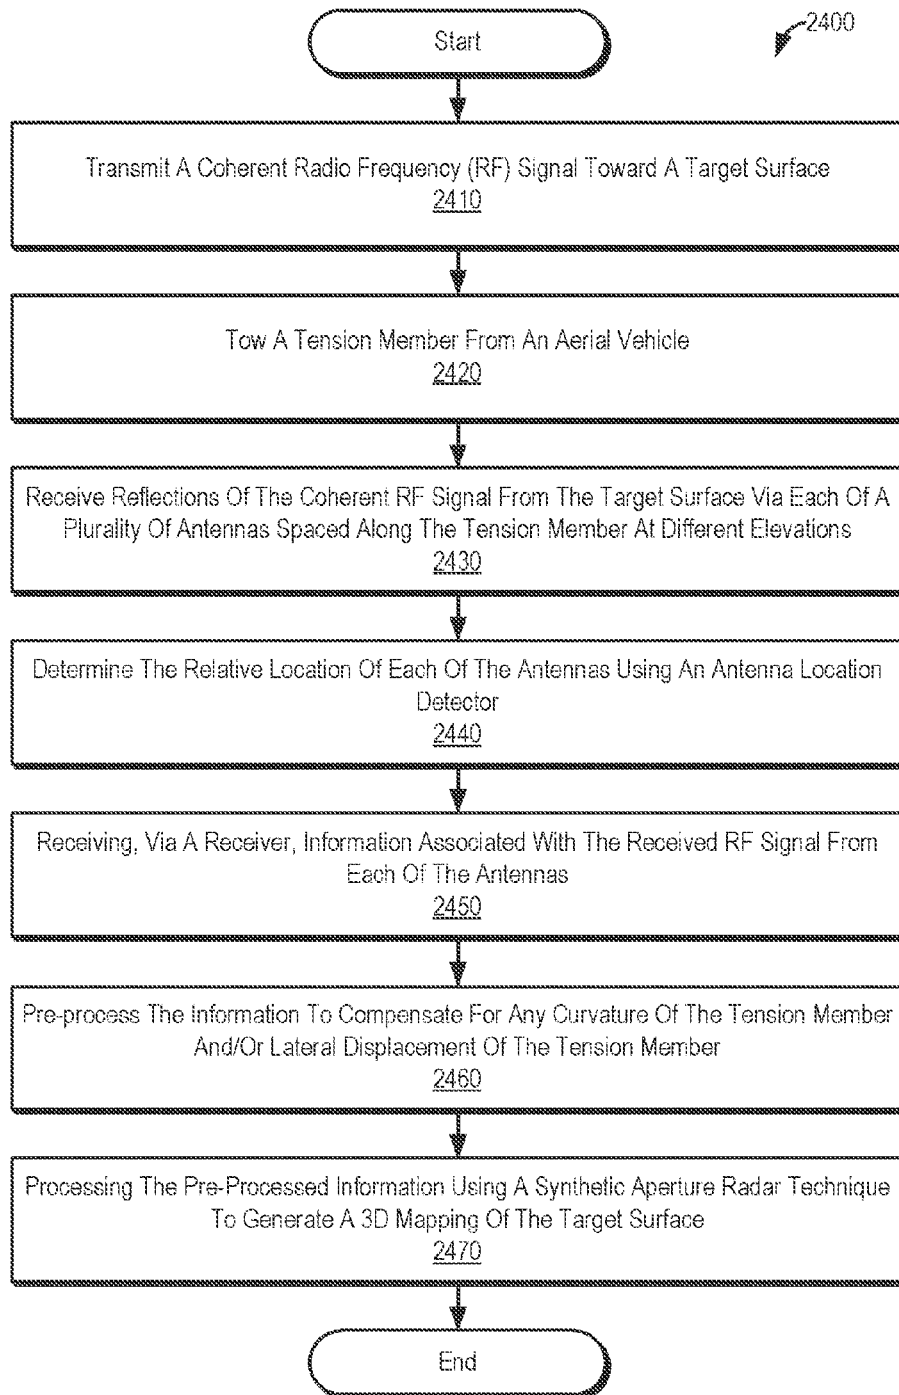 Start
2400
Transmit A Coherent Radio Frequency (RF) Signal Toward A Target Surface
2410
Tow A Tension Member From An Aerial Vehicle
2420
Receive Reflections Of The Coherent RF Signal From The Target Surface Via Each Of A
Plurality Of Antennas Spaced Along The Tension Member At Different Elevations
2430
Determine The Relative Location Of Each Of The Antennas Using An Antenna Location
Detector
2440
Receiving, Via A Receiver, Information Associated With The Received RF Signal From
Each Of The Antennas
2450
Pre-process The Information To Compensate For Any Curvature Of The Tension Member
And/Or Lateral Displacement Of The Tension Member
2460
Processing The Pre-Processed Information Using A Synthetic Aperture Radar Technique
To Generate A 3D Mapping Of The Target Surface
2470
End